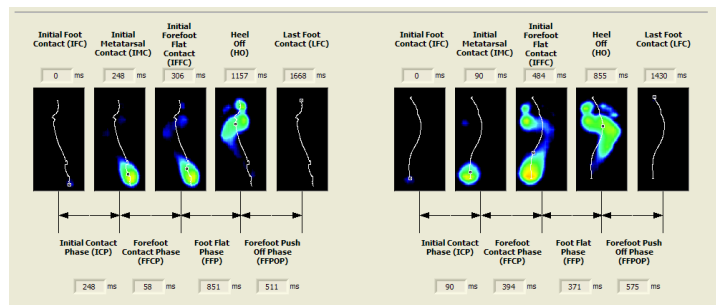 Initial Foot
Contact (IFC)
Initial
Metatarsal
Contact (IMC)
Initial
Forefoot
Flat
Contact
(IFFC)
Heel
Off
(HO)
Last Foot
Contact (LFC)
0 ms
248 ms
306 ms
1157 ms
1668 ms
Initial Contact
Phase (ICP)
Forefoot
Contact Phase
(FFCP)
Foot Flat
Phase
(FFP)
Forefoot Push
Off Phase
(FFPOP)
248 ms
58 ms
851 ms
511 ms
Initial Foot
Contact (IFC)
Initial
Metatarsal
Contact (IMC)
Initial
Forefoot
Flat
Contact
(IFFC)
Heel
Off
(HO)
Last Foot
Contact (LFC)
0 ms
90 ms
484 ms
855 ms
1430 ms
Initial Contact
Phase (ICP)
Forefoot
Contact Phase
(FFCP)
Foot Flat
Phase
(FFP)
Forefoot Push
Off Phase
(FFPOP)
90 ms
394 ms
371 ms
575 ms